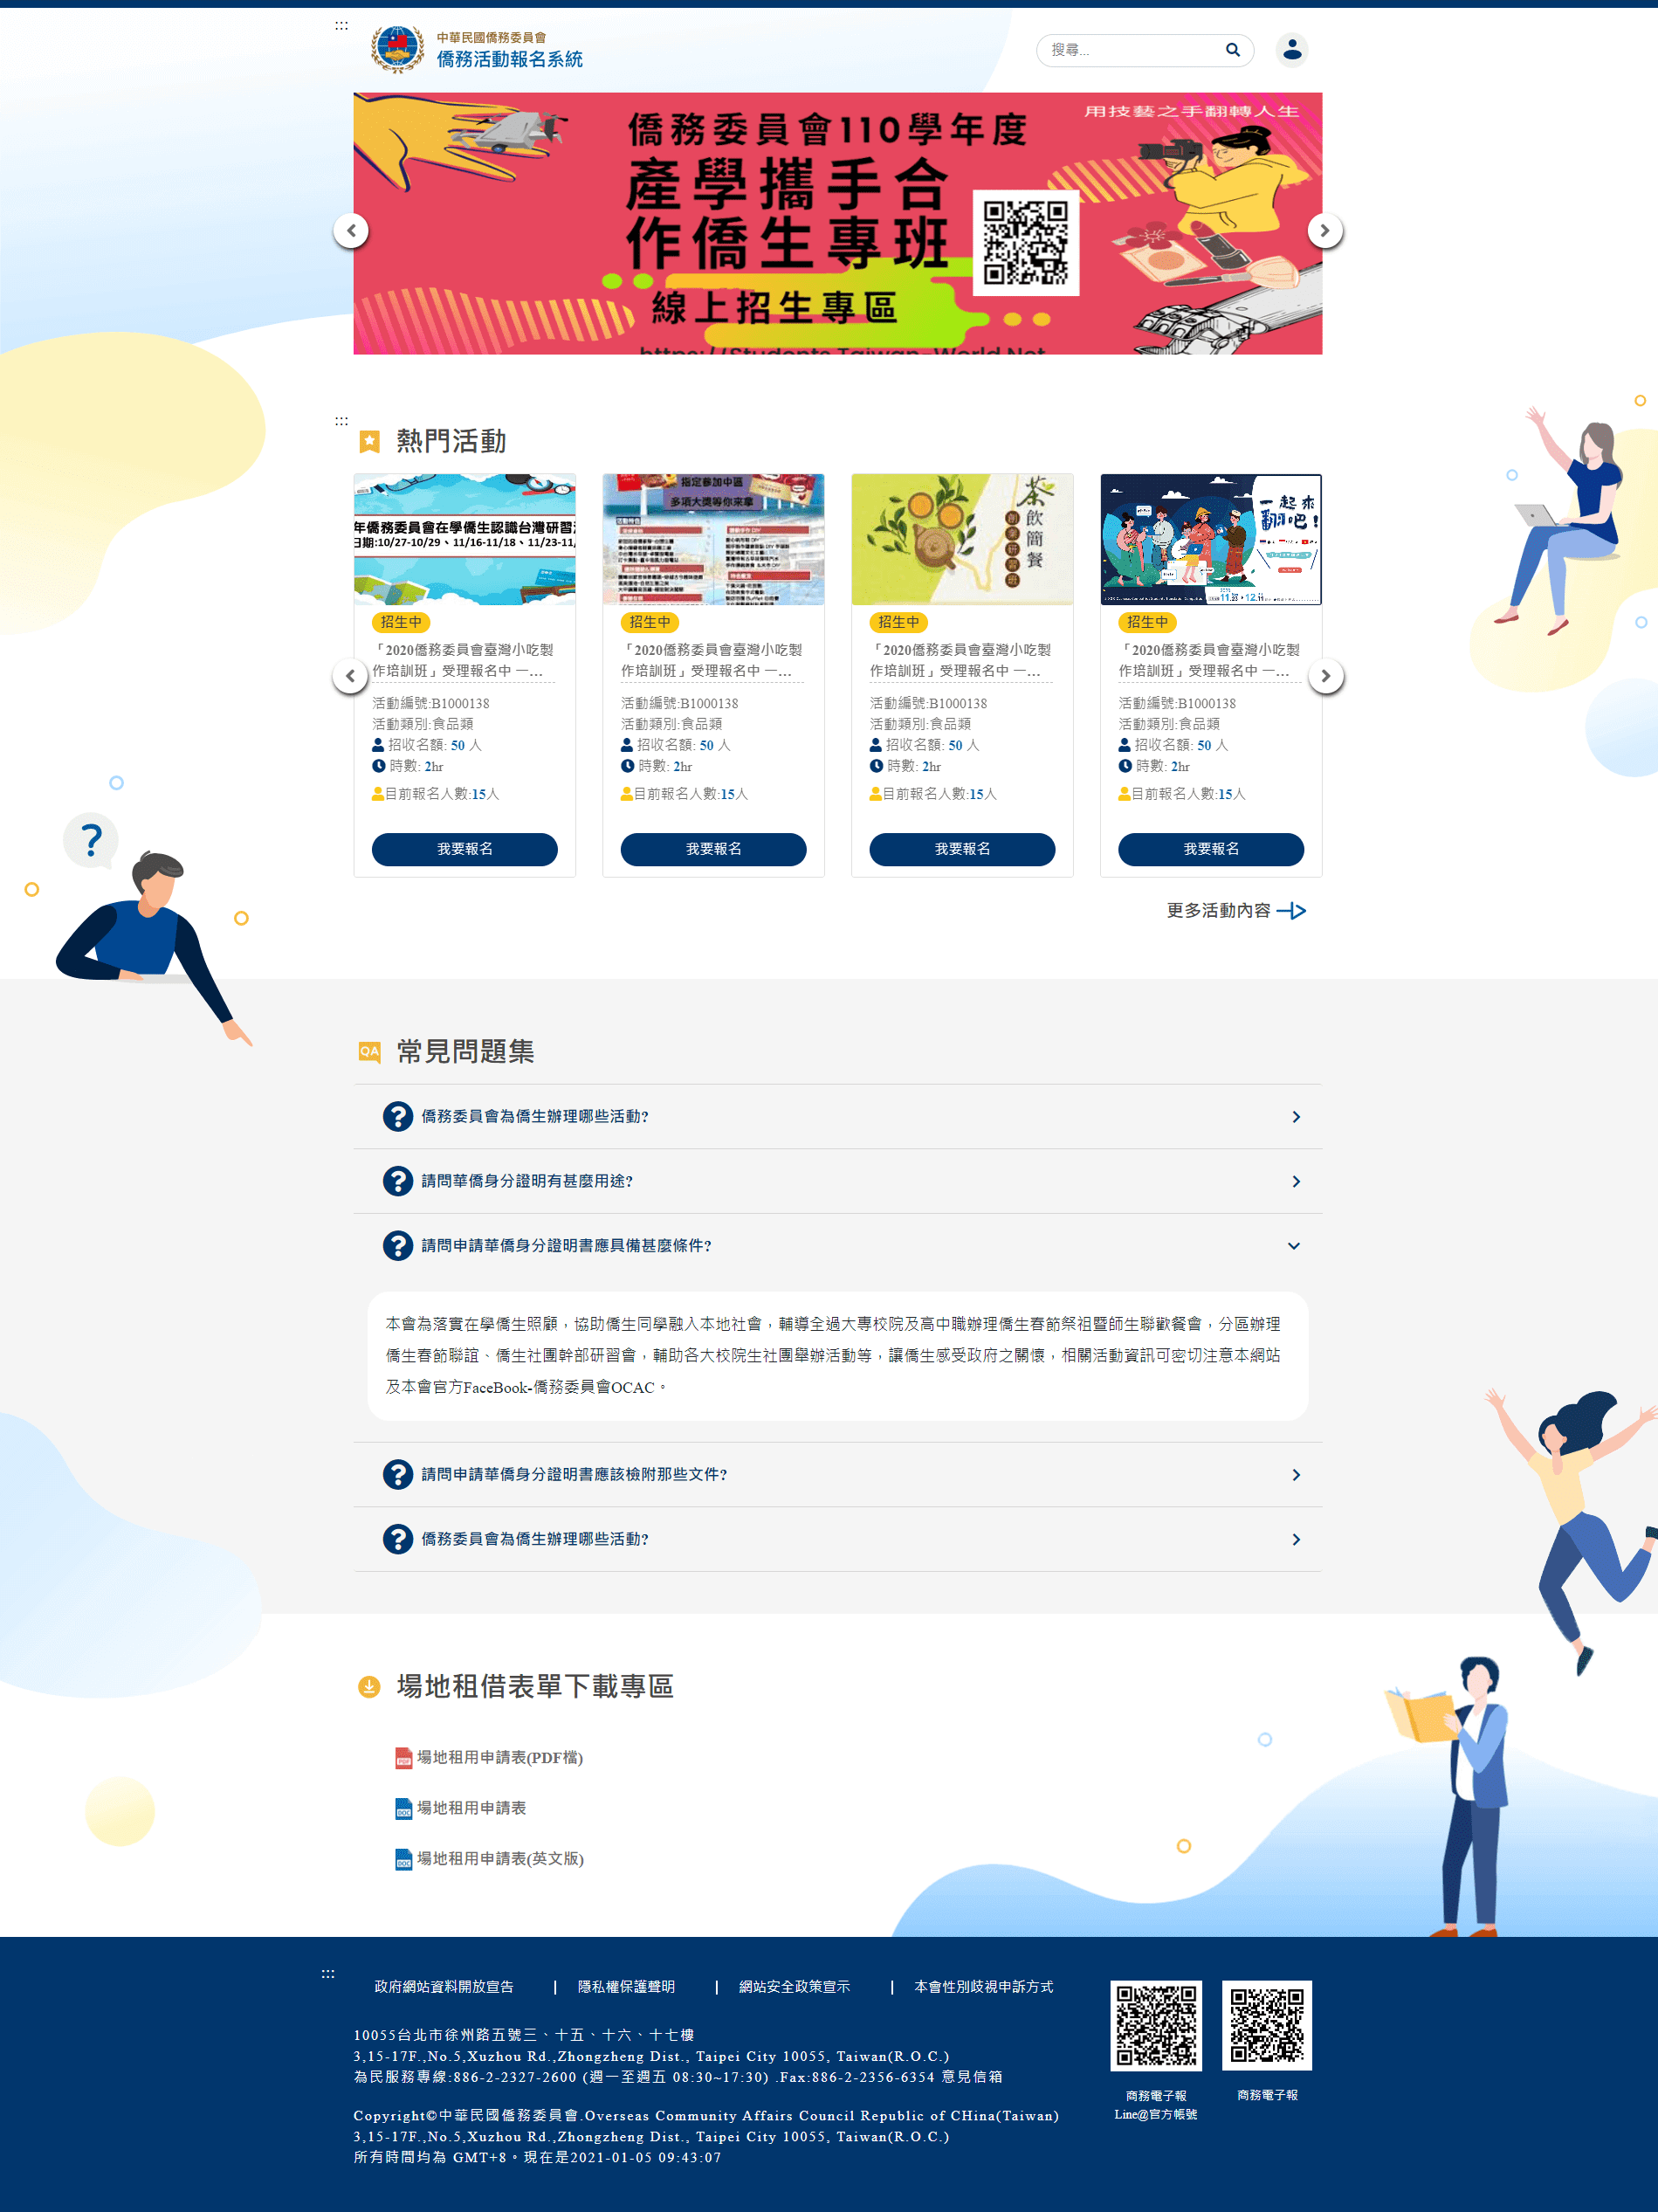 :::
中華民國僑務委員會
僑務活動報名系統
搜尋...
用技藝之手翻轉人生
僑務委員會110學年度
產學攜手合
作僑生專班
線上招生專區
https://Students.Taiwan-World.Net
:::
熱門活動
年僑務委員會在學僑生認識台灣研習
日期:10/27-10/29、11/16-11/18、11/23-11/
指定參加中區
多項大獎等你來拿
茶
飲簡餐
創業研習班
一起來
翻吧!
招生中
「2020僑務委員會臺灣小吃製
作培訓班」受理報名中 一...
活動編號:B1000138
活動類別:食品類
招收名額: 50 人
時數: 2hr
目前報名人數:15人
我要報名
招生中
「2020僑務委員會臺灣小吃製
作培訓班」受理報名中 一...
活動編號:B1000138
活動類別:食品類
招收名額: 50 人
時數: 2hr
目前報名人數:15人
我要報名
招生中
「2020僑務委員會臺灣小吃製
作培訓班」受理報名中 一...
活動編號:B1000138
活動類別:食品類
招收名額: 50 人
時數: 2hr
目前報名人數:15人
我要報名
招生中
「2020僑務委員會臺灣小吃製
作培訓班」受理報名中 一...
活動編號:B1000138
活動類別:食品類
招收名額: 50 人
時數: 2hr
目前報名人數:15人
我要報名
更多活動內容
?
QA 常見問題集
? 僑務委員會為僑生辦理哪些活動?
? 請問華僑身分證明有甚麼用途?
? 請問申請華僑身分證明書應具備甚麼條件?
本會為落實在學僑生照顧，協助僑生同學融入本地社會，輔導全過大專校院及高中職辦理僑生春節祭祖暨師生聯歡餐會，分區辦理
僑生春節聯誼、僑生社團幹部研習會，輔助各大校院生社團舉辦活動等，讓僑生感受政府之關懷，相關活動資訊可密切注意本網站
及本會官方FaceBook-僑務委員會OCAC。
? 請問申請華僑身分證明書應該檢附那些文件?
? 僑務委員會為僑生辦理哪些活動?
場地租借表單下載專區
PDF 場地租用申請表(PDF檔)
DOC 場地租用申請表
DOC 場地租用申請表(英文版)
:::
政府網站資料開放宣告 | 隱私權保護聲明 | 網站安全政策宣示 | 本會性別歧視申訴方式
10055台北市徐州路五號三、十五、十六、十七樓
3,15-17F.,No.5,Xuzhou Rd.,Zhongzheng Dist., Taipei City 10055, Taiwan(R.O.C.)
為民服務專線:886-2-2327-2600 (週一至週五 08:30~17:30) .Fax:886-2-2356-6354 意見信箱
Copyright©中華民國僑務委員會.Overseas Community Affairs Council Republic of CHina(Taiwan)
3,15-17F.,No.5,Xuzhou Rd.,Zhongzheng Dist., Taipei City 10055, Taiwan(R.O.C.)
所有時間均為 GMT+8。現在是2021-01-05 09:43:07
商務電子報
Line@官方帳號
商務電子報